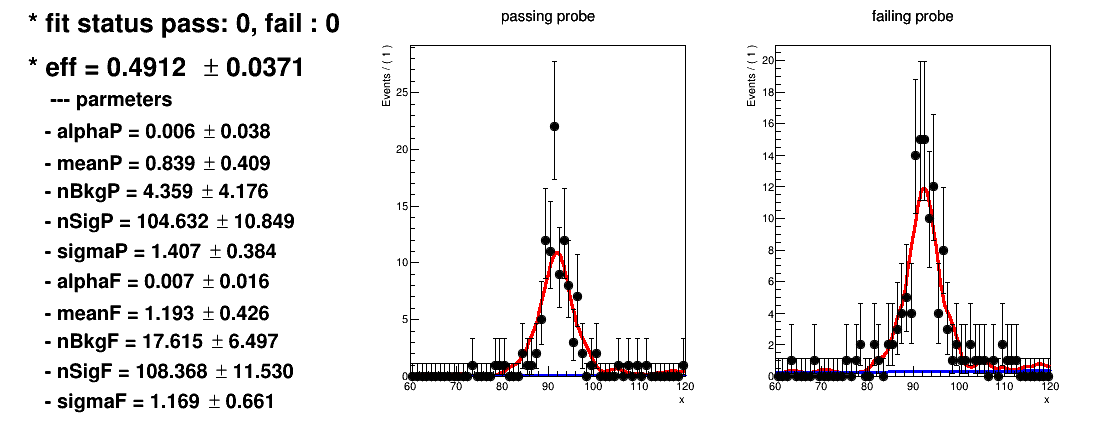 * fit status pass: 0, fail : 0
* eff = 0.4912 ± 0.0371
--- parmeters
- alphaP = 0.006 ± 0.038
- meanP = 0.839 ± 0.409
- nBkgP = 4.359 ± 4.176
- nSigP = 104.632 ± 10.849
- sigmaP = 1.407 ± 0.384
- alphaF = 0.007 ± 0.016
- meanF = 1.193 ± 0.426
- nBkgF = 17.615 ± 6.497
- nSigF = 108.368 ± 11.530
- sigmaF = 1.169 ± 0.661
passing probe
Events / ( 1 )
25
20
15
10
5
0
60 70 80 90 100 110 120
x
failing probe
Events / ( 1 )
20
18
16
14
12
10
8
6
4
2
0
60 70 80 90 100 110 120
x